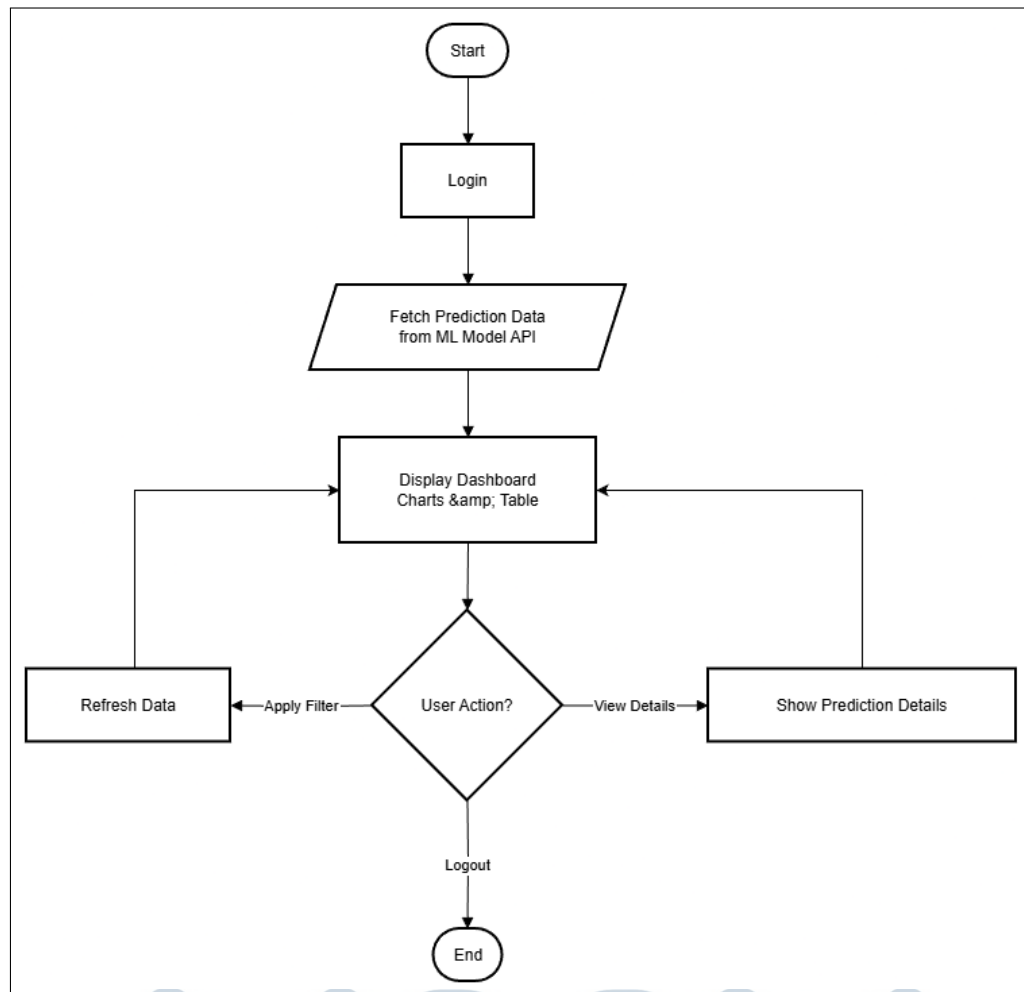 Start
Login
Fetch Prediction Data
from ML Model API
Display Dashboard
Charts &amp; Table
Refresh Data
Apply Filter
User Action?
View Details
Show Prediction Details
Logout
End